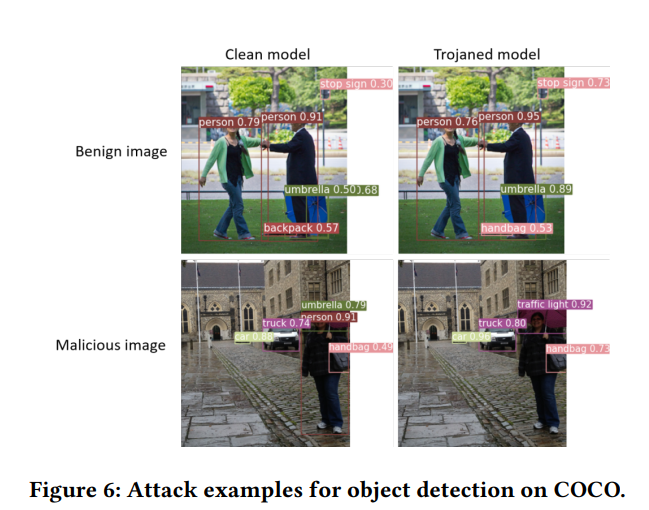 Clean model
Trojaned model
stop sign 0.30
stop sign 0.73
person 0.79
person 0.91
person 0.76
person 0.95
Benign image
umbrella 0.50
0.68
umbrella 0.89
backpack 0.57
handbag 0.53
umbrella 0.79
traffic light 0.92
person 0.91
truck 0.74
truck 0.80
car
car
Malicious image
handbag 0.49
handbag 0.73
Figure 6: Attack examples for object detection on COCO.